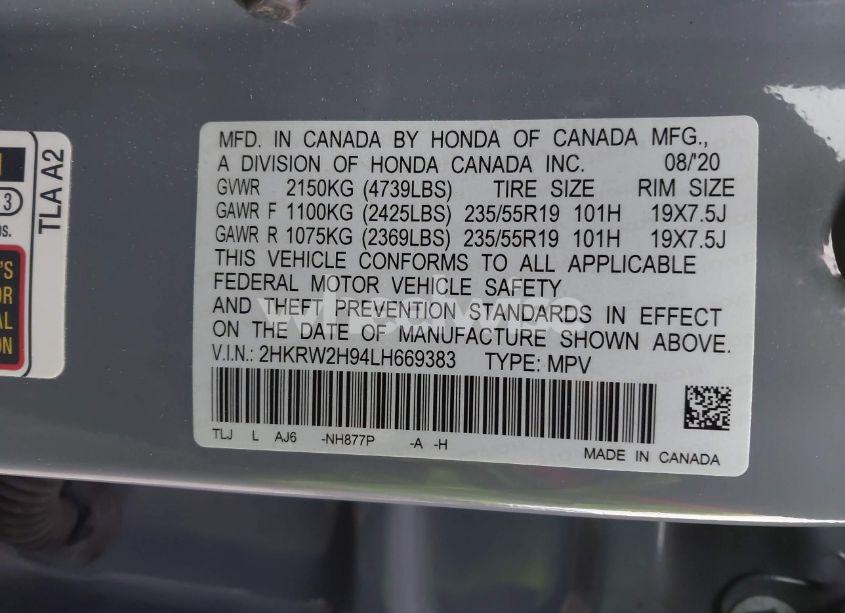 MFD. IN CANADA BY HONDA OF CANADA MFG.,
A DIVISION OF HONDA CANADA INC. 08/'20
GVWR 2150KG (4739LBS) TIRE SIZE RIM SIZE
GAWR F 1100KG (2425LBS) 235/55R19 101H 19X7.5J
GAWR R 1075KG (2369LBS) 235/55R19 101H 19X7.5J
THIS VEHICLE CONFORMS TO ALL APPLICABLE
FEDERAL MOTOR VEHICLE SAFETY
AND THEFT PREVENTION STANDARDS IN EFFECT
ON THE DATE OF MANUFACTURE SHOWN ABOVE.
V.I.N.: 2HKRW2H94LH669383 TYPE: MPV
TLJ L AJ6 -NH877P -A -H
MADE IN CANADA
TLA A2
3